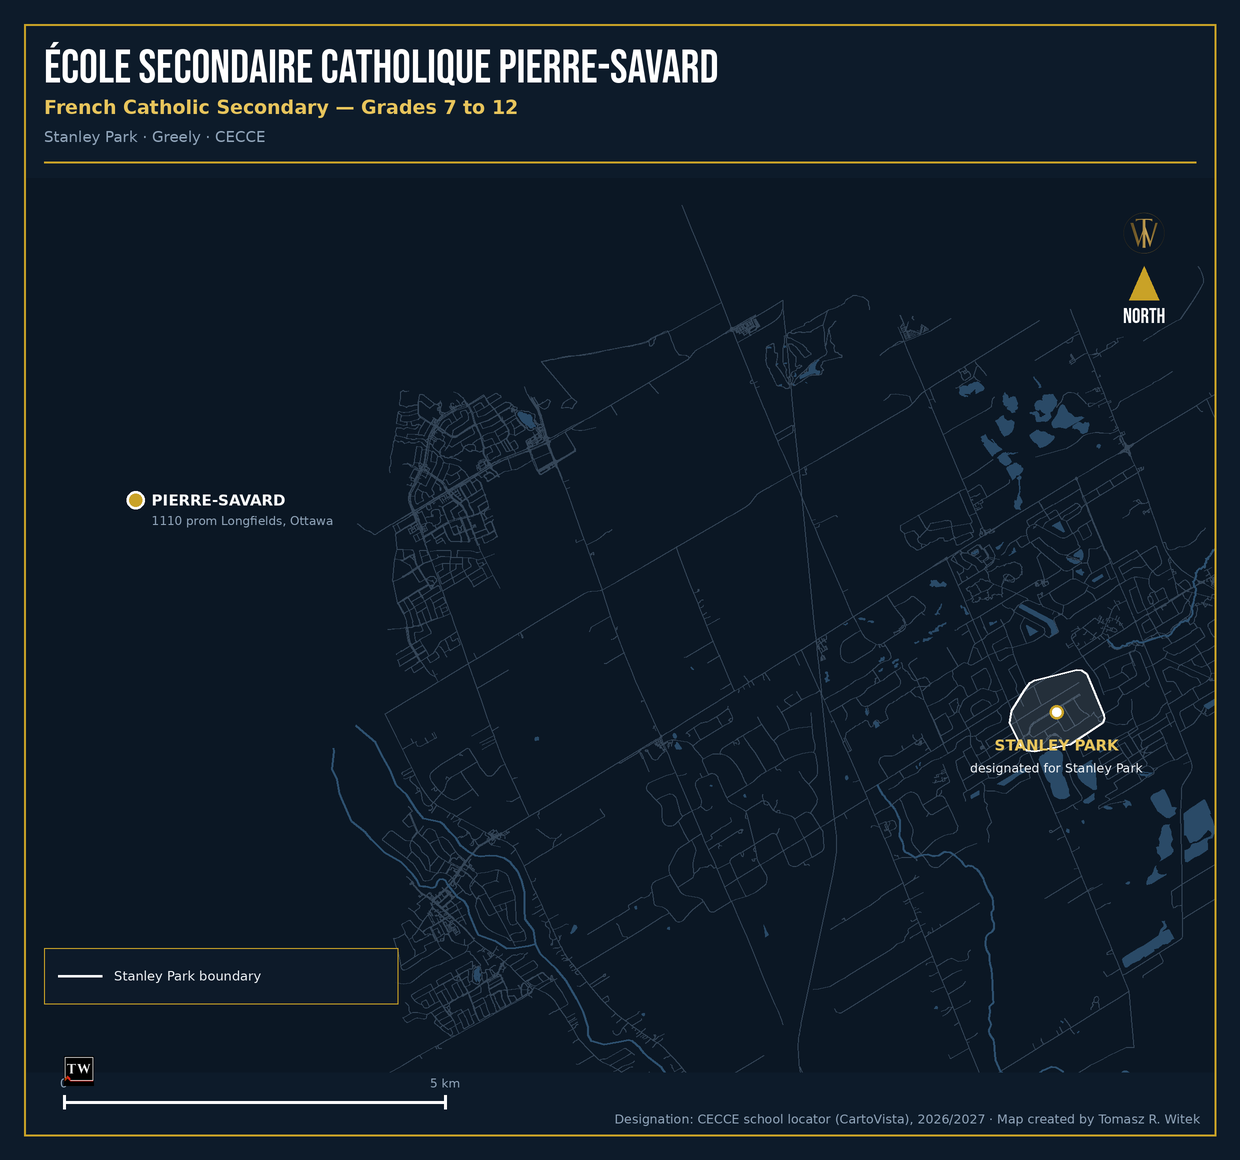 ÉCOLE SECONDAIRE CATHOLIQUE PIERRE-SAVARD
French Catholic Secondary — Grades 7 to 12
Stanley Park · Greely · CECCE
TW
NORTH
PIERRE-SAVARD
1110 prom Longfields, Ottawa
STANLEY PARK
designated for Stanley Park
Stanley Park boundary
TW
0 5 km
Designation: CECCE school locator (CartoVista), 2026/2027 · Map created by Tomasz R. Witek